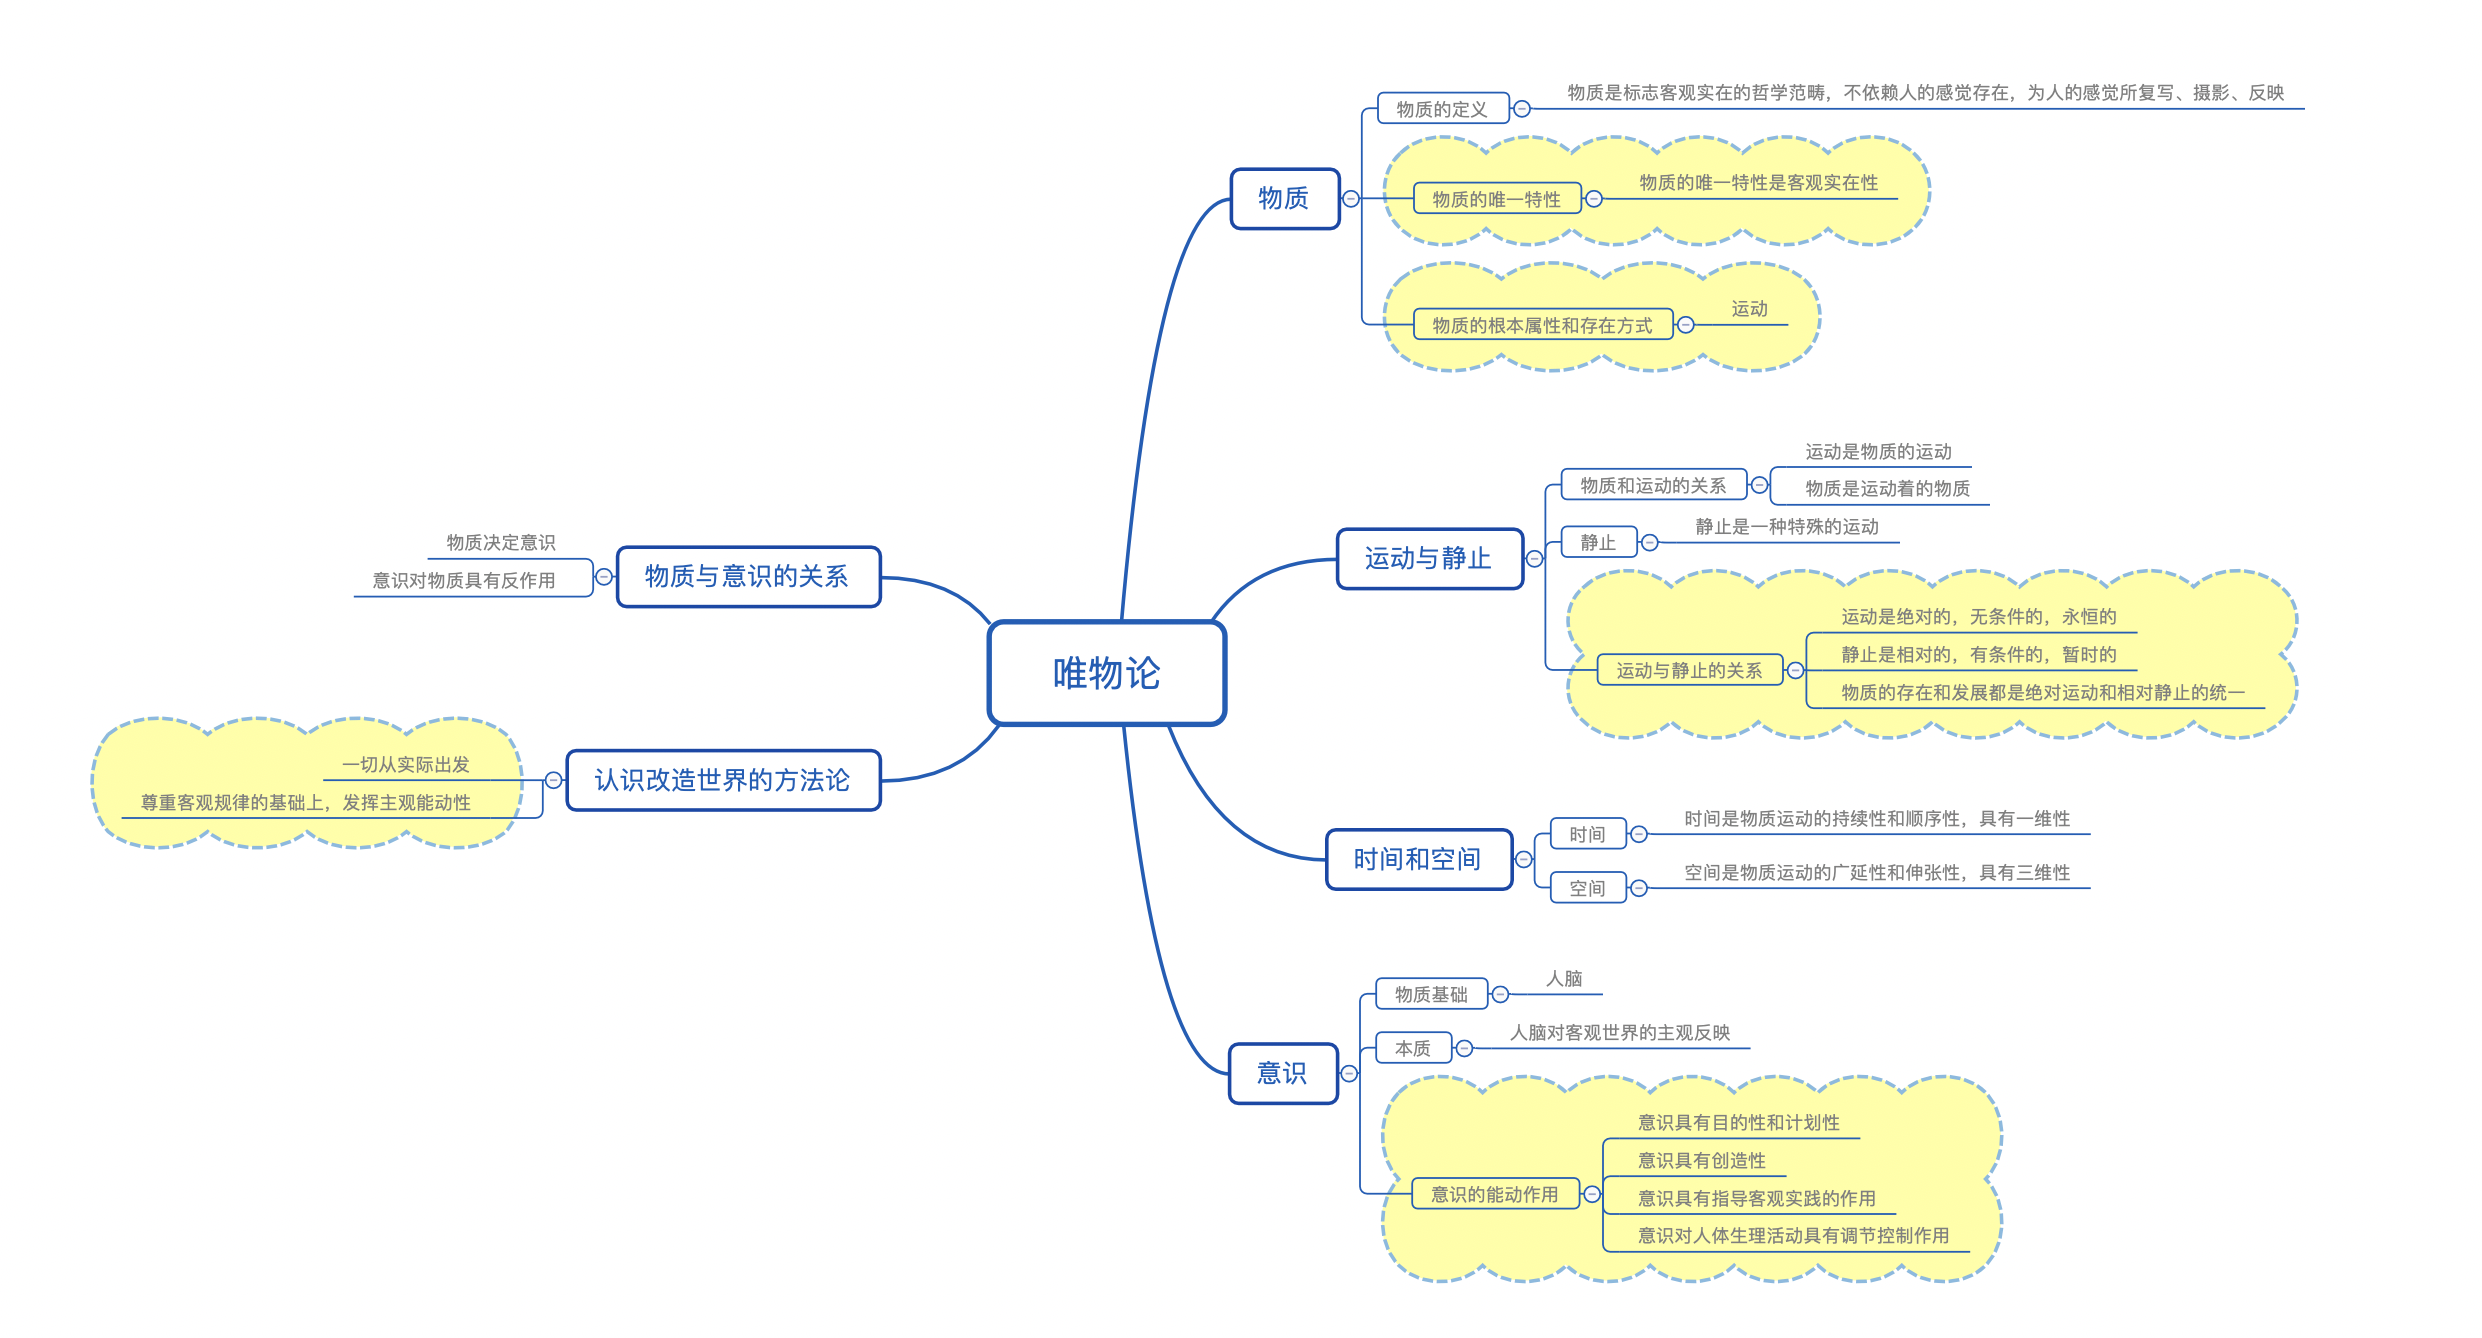 唯物论
物质
物质的定义
物质是标志客观实在的哲学范畴，不依赖人的感觉存在，为人的感觉所复写、摄影、反映
物质的唯一特性
物质的唯一特性是客观实在性
物质的根本属性和存在方式
运动
运动与静止
物质和运动的关系
运动是物质的运动
物质是运动着的物质
静止
静止是一种特殊的运动
运动与静止的关系
运动是绝对的，无条件的，永恒的
静止是相对的，有条件的，暂时的
物质的存在和发展都是绝对运动和相对静止的统一
时间和空间
时间
时间是物质运动的持续性和顺序性，具有一维性
空间
空间是物质运动的广延性和伸张性，具有三维性
意识
物质基础
人脑
本质
人脑对客观世界的主观反映
意识的能动作用
意识具有目的性和计划性
意识具有创造性
意识具有指导客观实践的作用
意识对人体生理活动具有调节控制作用
物质与意识的关系
物质决定意识
意识对物质具有反作用
认识改造世界的方法论
一切从实际出发
尊重客观规律的基础上，发挥主观能动性